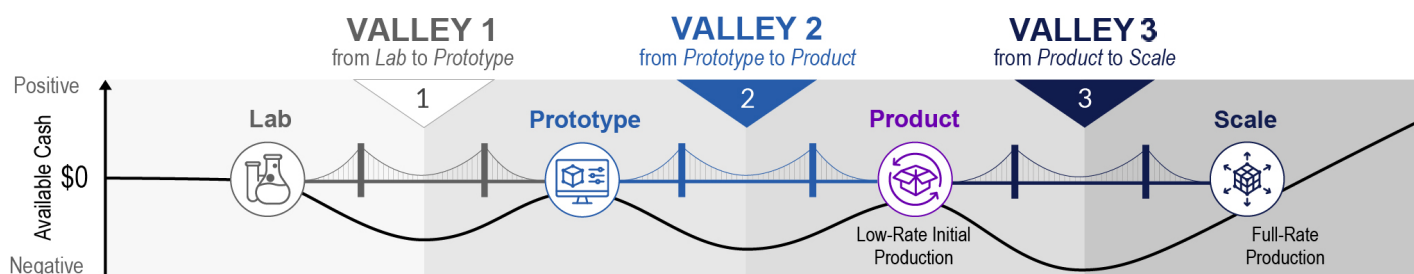 VALLEY 1
from Lab to Prototype
VALLEY 2
from Prototype to Product
VALLEY 3
from Product to Scale
Positive
1
2
3
Lab
Prototype
Product
Scale
Available Cash
$0
Low-Rate Initial
Production
Full-Rate
Production
Negative